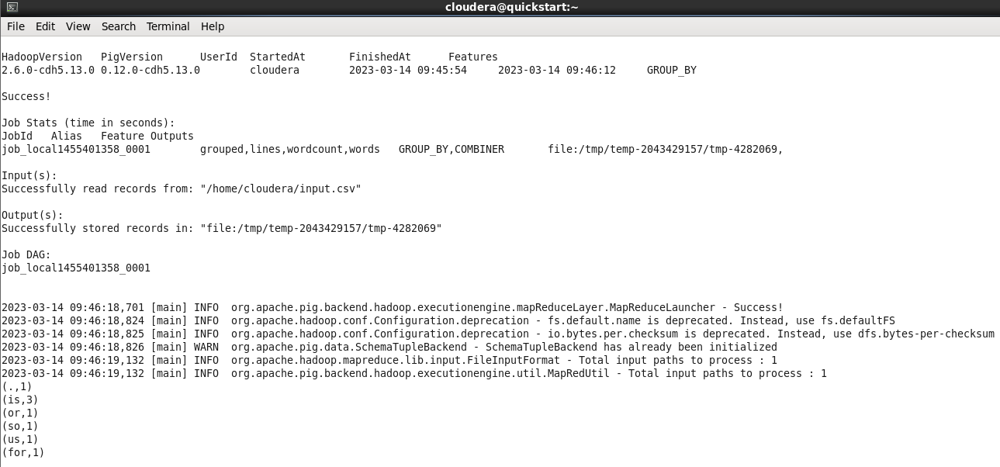 cloudera@quickstart:~
File Edit View Search Terminal Help
HadoopVersion PigVersion UserId StartedAt FinishedAt Features
2.6.0-cdh5.13.0 0.12.0-cdh5.13.0 cloudera 2023-03-14 09:45:54 2023-03-14 09:46:12 GROUP_BY
Success!
Job Stats (time in seconds):
JobId Alias Feature Outputs
job_local1455401358_0001 grouped,lines,wordcount,words GROUP_BY,COMBINER file:/tmp/temp-2043429157/tmp-4282069,
Input(s):
Successfully read records from: "/home/cloudera/input.csv"
Output(s):
Successfully stored records in: "file:/tmp/temp-2043429157/tmp-4282069"
Job DAG:
job_local1455401358_0001
2023-03-14 09:46:18,701 [main] INFO org.apache.pig.backend.hadoop.executionengine.mapReduceLayer.MapReduceLauncher - Success!
2023-03-14 09:46:18,824 [main] INFO org.apache.hadoop.conf.Configuration.deprecation - fs.default.name is deprecated. Instead, use fs.defaultFS
2023-03-14 09:46:18,825 [main] INFO org.apache.hadoop.conf.Configuration.deprecation - io.bytes.per.checksum is deprecated. Instead, use dfs.bytes-per-checksum
2023-03-14 09:46:18,826 [main] WARN org.apache.pig.data.SchemaTupleBackend - SchemaTupleBackend has already been initialized
2023-03-14 09:46:19,132 [main] INFO org.apache.hadoop.mapreduce.lib.input.FileInputFormat - Total input paths to process : 1
2023-03-14 09:46:19,132 [main] INFO org.apache.pig.backend.hadoop.executionengine.util.MapRedUtil - Total input paths to process : 1
(.,1)
(is,3)
(or,1)
(so,1)
(us,1)
(for,1)